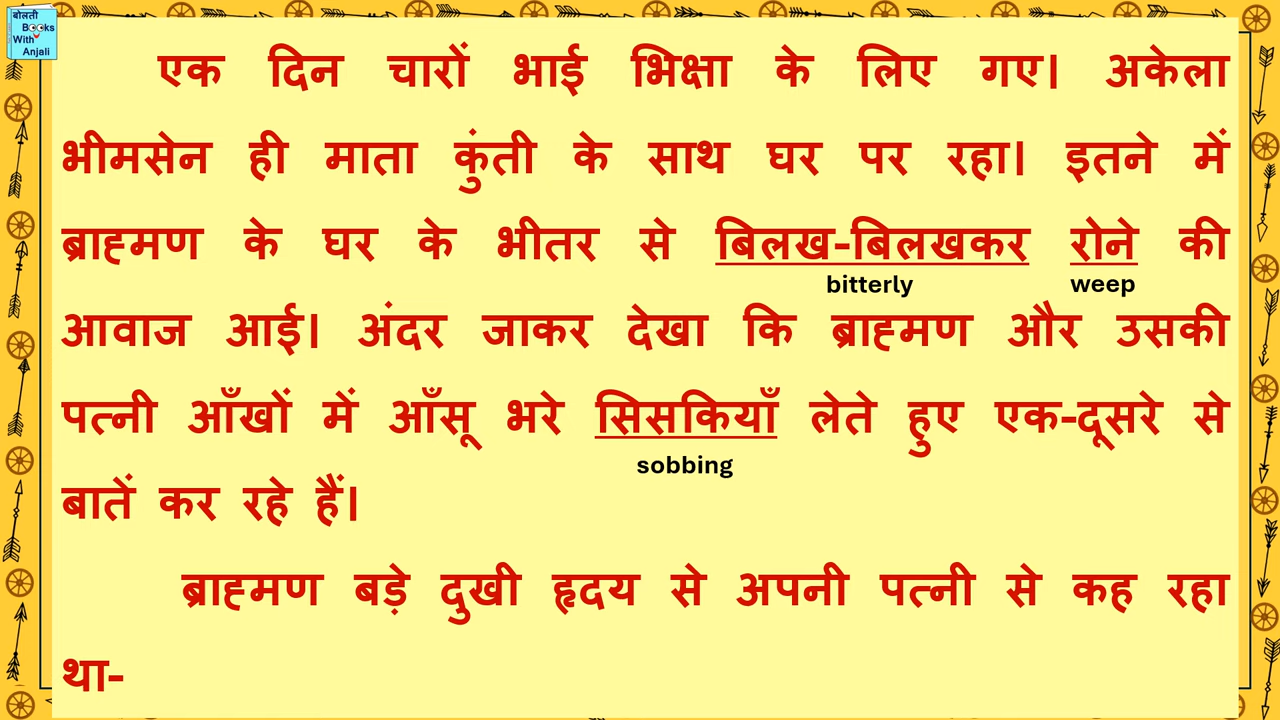 बोलती
Books
With
Anjali
एक दिन चारों भाई भिक्षा के लिए गए। अकेला
भीमसेन ही माता कुंती के साथ घर पर रहा। इतने में
ब्राह्मण के घर के भीतर से बिलख-बिलखकर रोने की
bitterly weep
आवाज आई। अंदर जाकर देखा कि ब्राह्मण और उसकी
पत्नी आँखों में आँसू भरे सिसकियाँ लेते हुए एक-दूसरे से
sobbing
बातें कर रहे हैं।
ब्राह्मण बड़े दुखी हृदय से अपनी पत्नी से कह रहा
था-